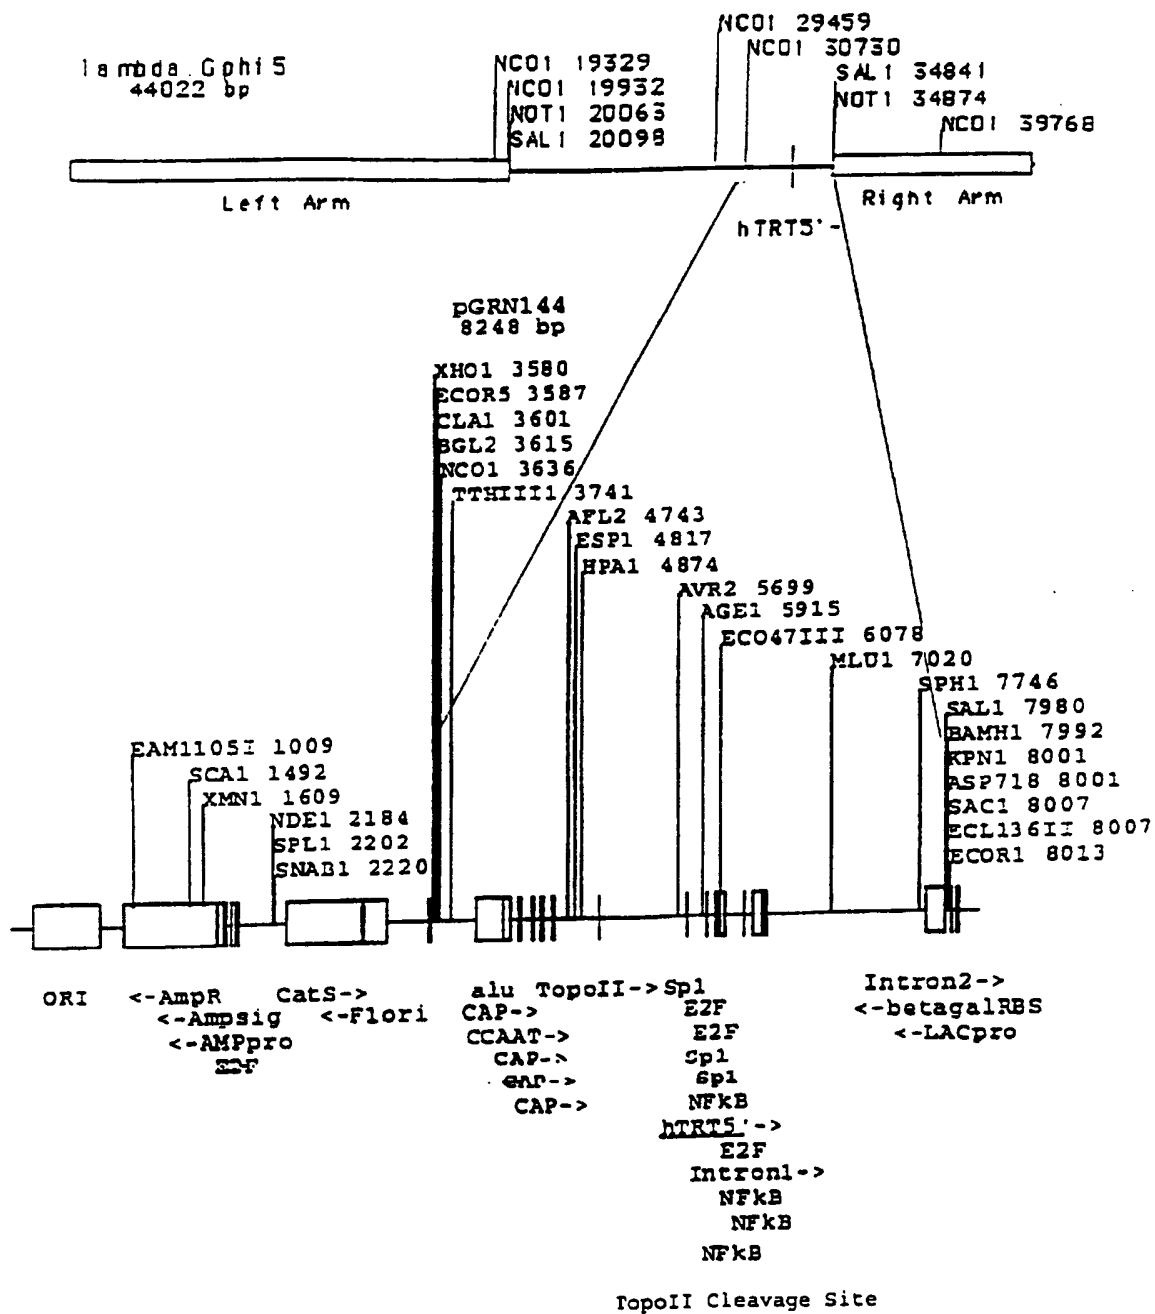 lambda Gphi5
44022 bp
NCO1 19329
NCO1 19932
NOT1 20063
SAL1 20098
NCO1 29459
NCO1 30730
SAL1 34841
NOT1 34874
NCO1 39768
Left Arm
Right Arm
hTRT5'-
pGRN144
8248 bp
XHO1 3580
ECOR5 3587
CLA1 3601
BGL2 3615
NCO1 3636
TTHIII1 3741
AFL2 4743
ESP1 4817
HPA1 4874
AVR2 5699
AGE1 5915
ECO47III 6078
MLU1 7020
SPH1 7746
SAL1 7980
BAMH1 7992
KPN1 8001
ASP718 8001
SAC1 8007
ECL136II 8007
ECOR1 8013
EAM1105I 1009
SCA1 1492
XMN1 1609
NDE1 2184
SPL1 2202
SNAB1 2220
ORI
<-AmpR
<-Ampsig
<-AMPpro
E2F
CatS->
<-F1ori
alu
CAP->
CCAAT->
CAP->
CAP->
CAP->
TopoII->
Sp1
E2F
E2F
Sp1
Sp1
NFkB
hTRT5'->
E2F
Intron1->
NFkB
NFkB
NFkB
Intron2->
<-betagalRBS
<-LACpro
TopoII Cleavage Site